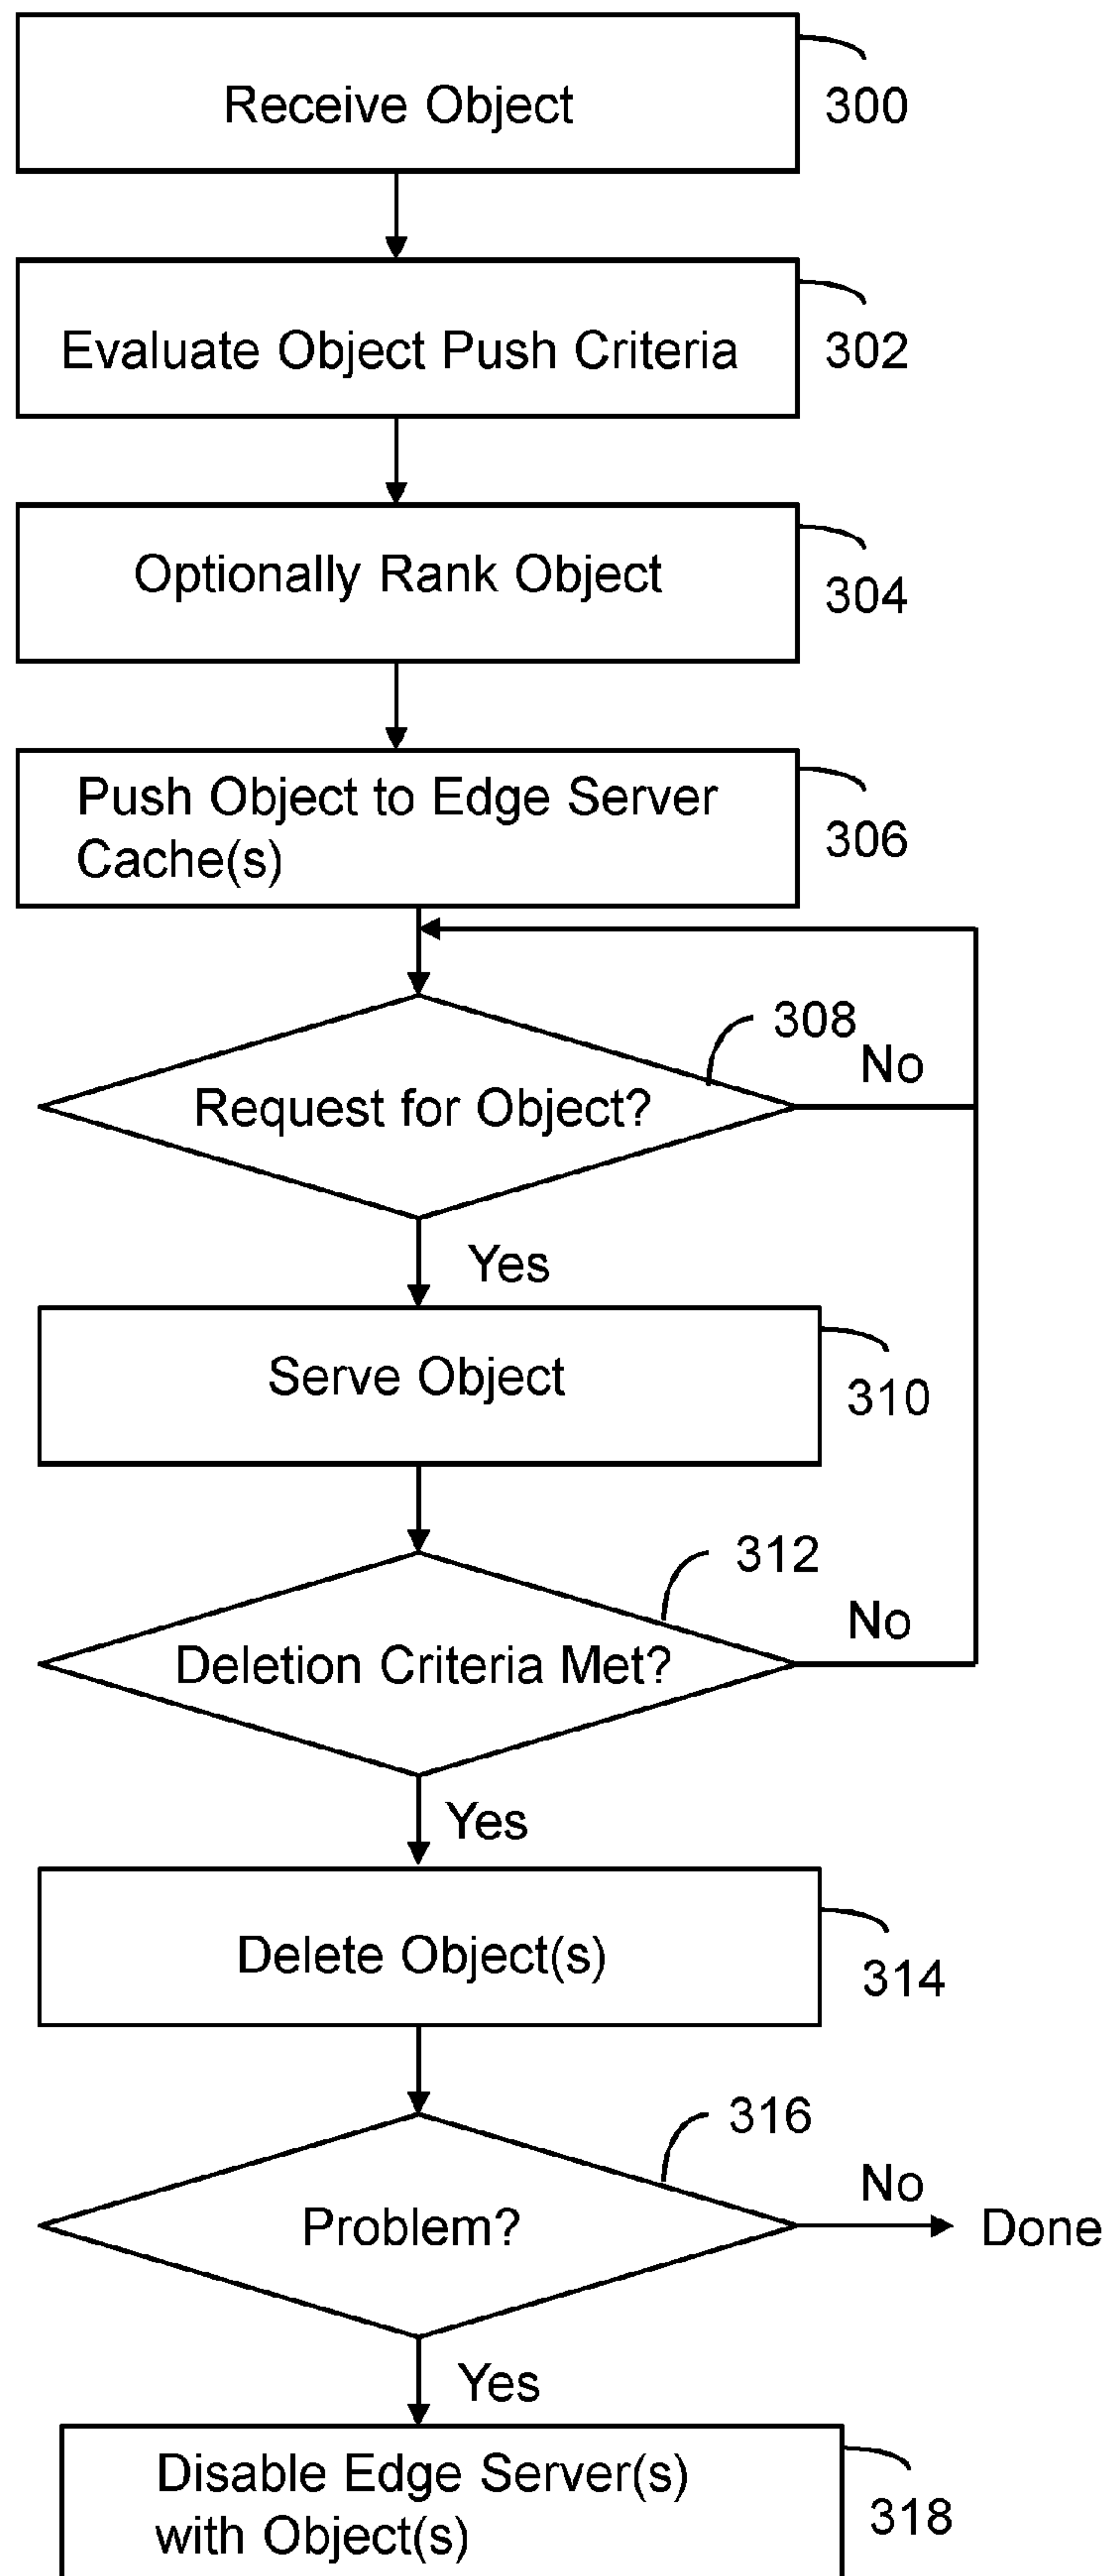 Receive Object
300
Evaluate Object Push Criteria
302
Optionally Rank Object
304
Push Object to Edge Server
Cache(s)
306
308
No
Request for Object?
Yes
Serve Object
310
312
No
Deletion Criteria Met?
Yes
Delete Object(s)
314
316
No
Problem?
Done
Yes
Disable Edge Server(s)
with Object(s)
318